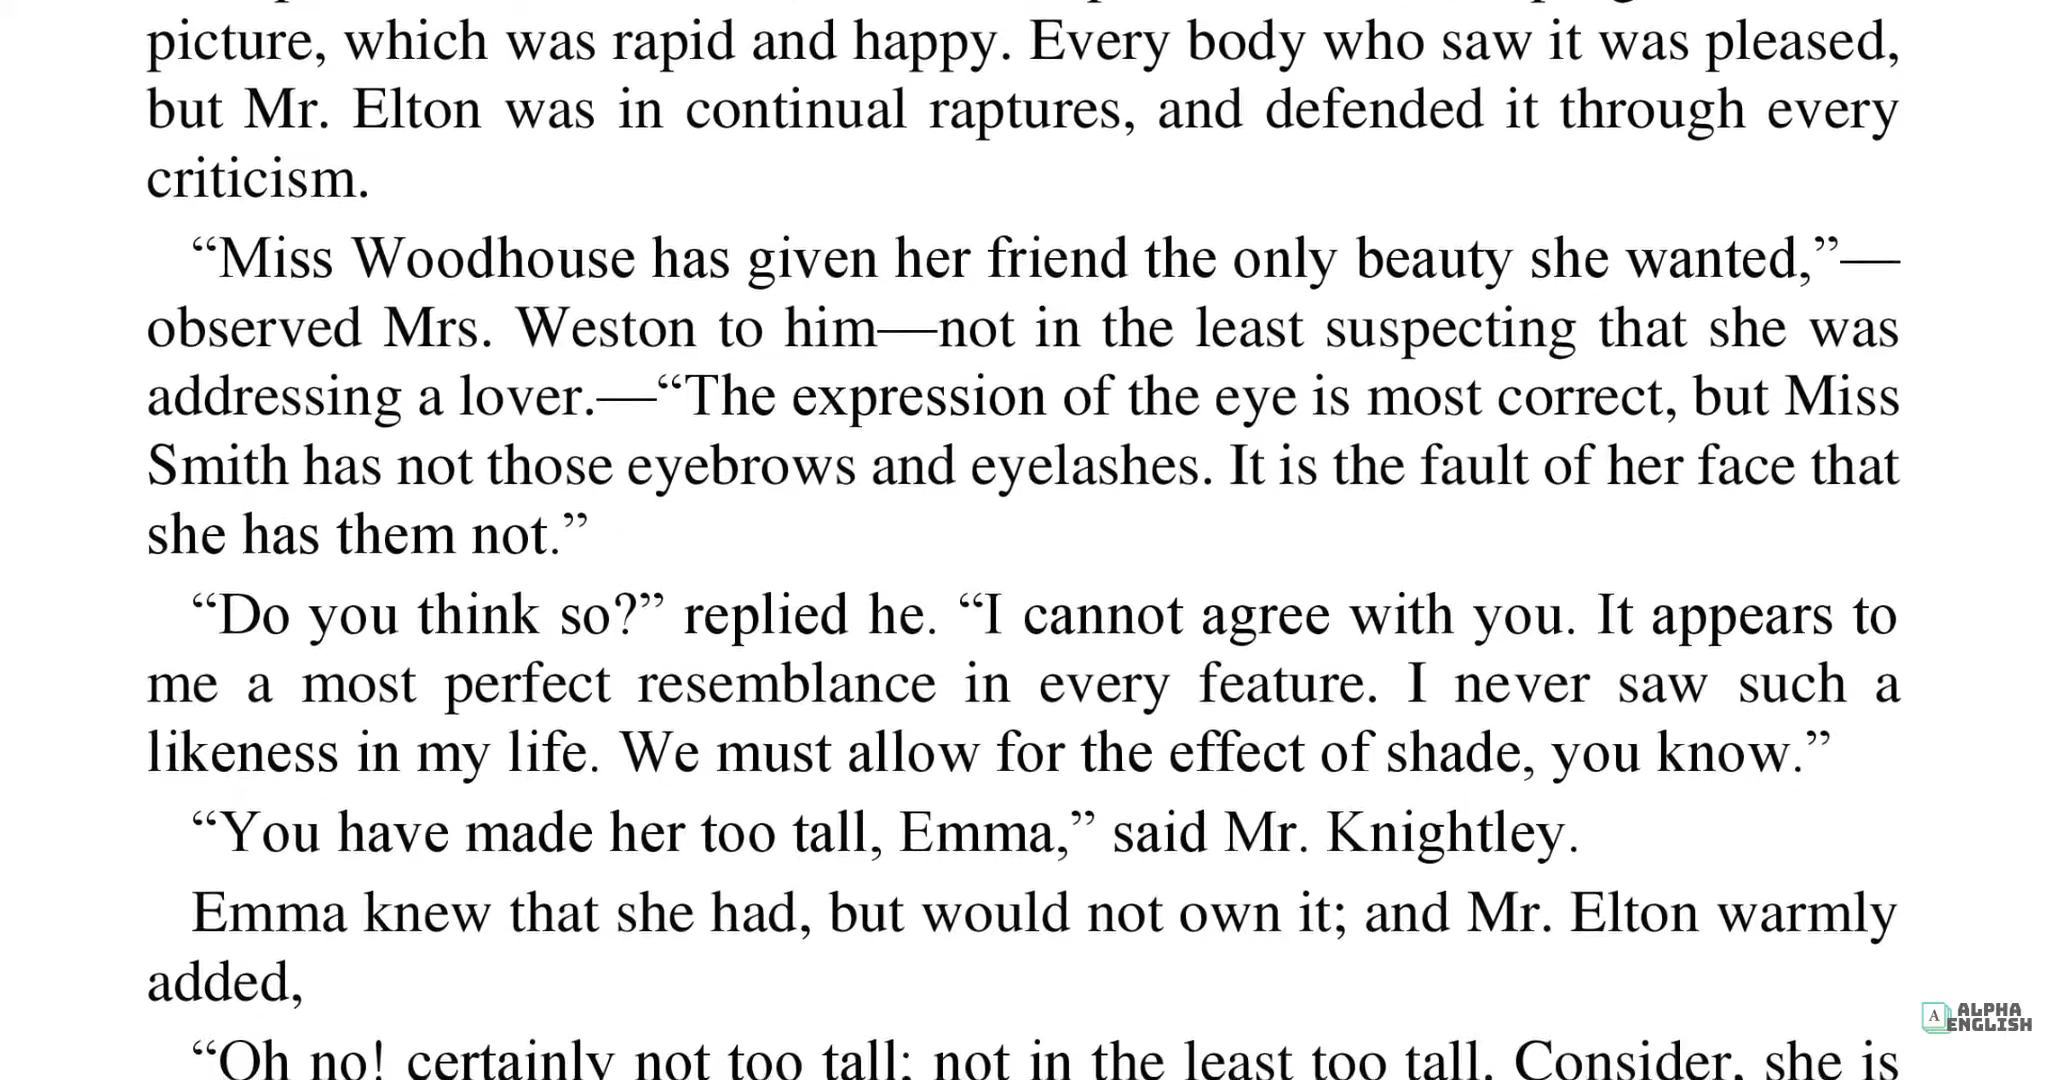 picture, which was rapid and happy. Every body who saw it was pleased,
but Mr. Elton was in continual raptures, and defended it through every
criticism.
“Miss Woodhouse has given her friend the only beauty she wanted,”—
observed Mrs. Weston to him—not in the least suspecting that she was
addressing a lover.—“The expression of the eye is most correct, but Miss
Smith has not those eyebrows and eyelashes. It is the fault of her face that
she has them not.”
“Do you think so?” replied he. “I cannot agree with you. It appears to
me a most perfect resemblance in every feature. I never saw such a
likeness in my life. We must allow for the effect of shade, you know.”
“You have made her too tall, Emma,” said Mr. Knightley.
Emma knew that she had, but would not own it; and Mr. Elton warmly
added,
“Oh no! certainly not too tall; not in the least too tall. Consider, she is
A ALPHA
ENGLISH